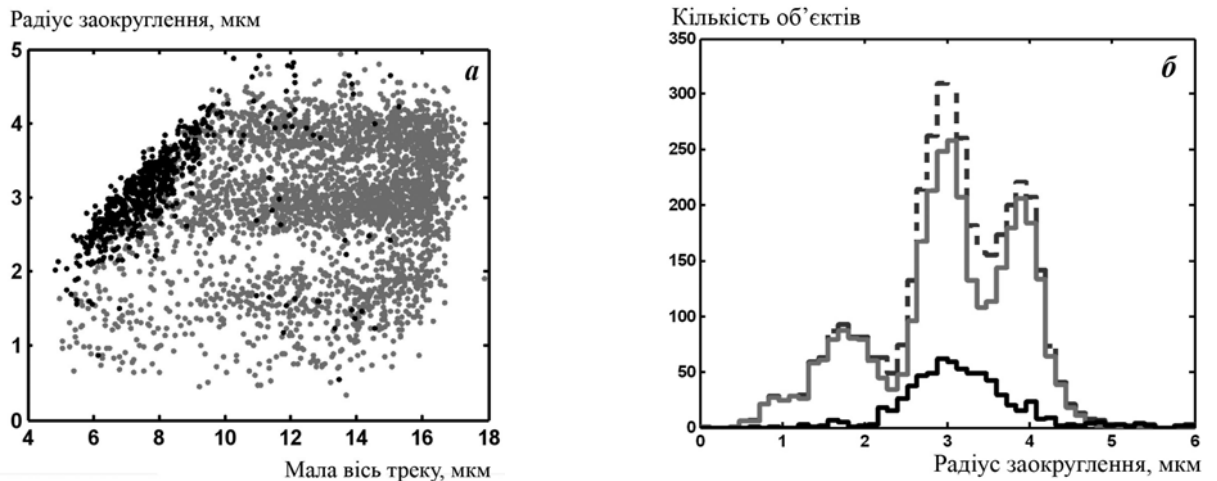 Радіус заокруглення, мкм
а
5
4
3
2
1
0
4 6 8 10 12 14 16 18
Мала вісь треку, мкм
Кількість об’єктів
б
350
300
250
200
150
100
50
0
0 1 2 3 4 5 6
Радіус заокруглення, мкм